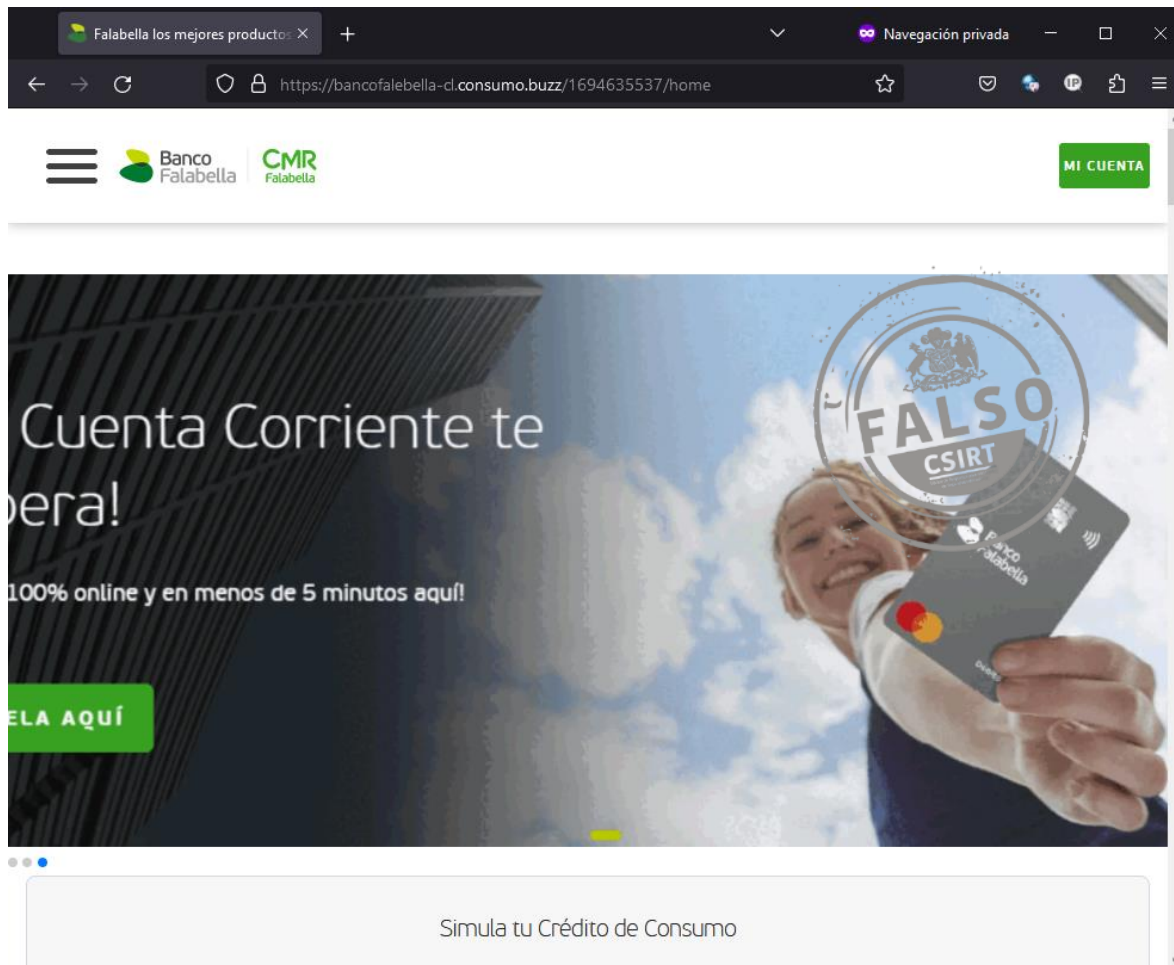 Falabella los mejores productos
Navegación privada
https://bancofalebella-cl.consumo.buzz/1694635537/home
IP
Banco
Falabella
CMR
Falabella
MI CUENTA
Cuenta Corriente te
pera!
100% online y en menos de 5 minutos aquí!
ELA AQUÍ
FALSO
CSIRT
Banco
Falabella
Simula tu Crédito de Consumo